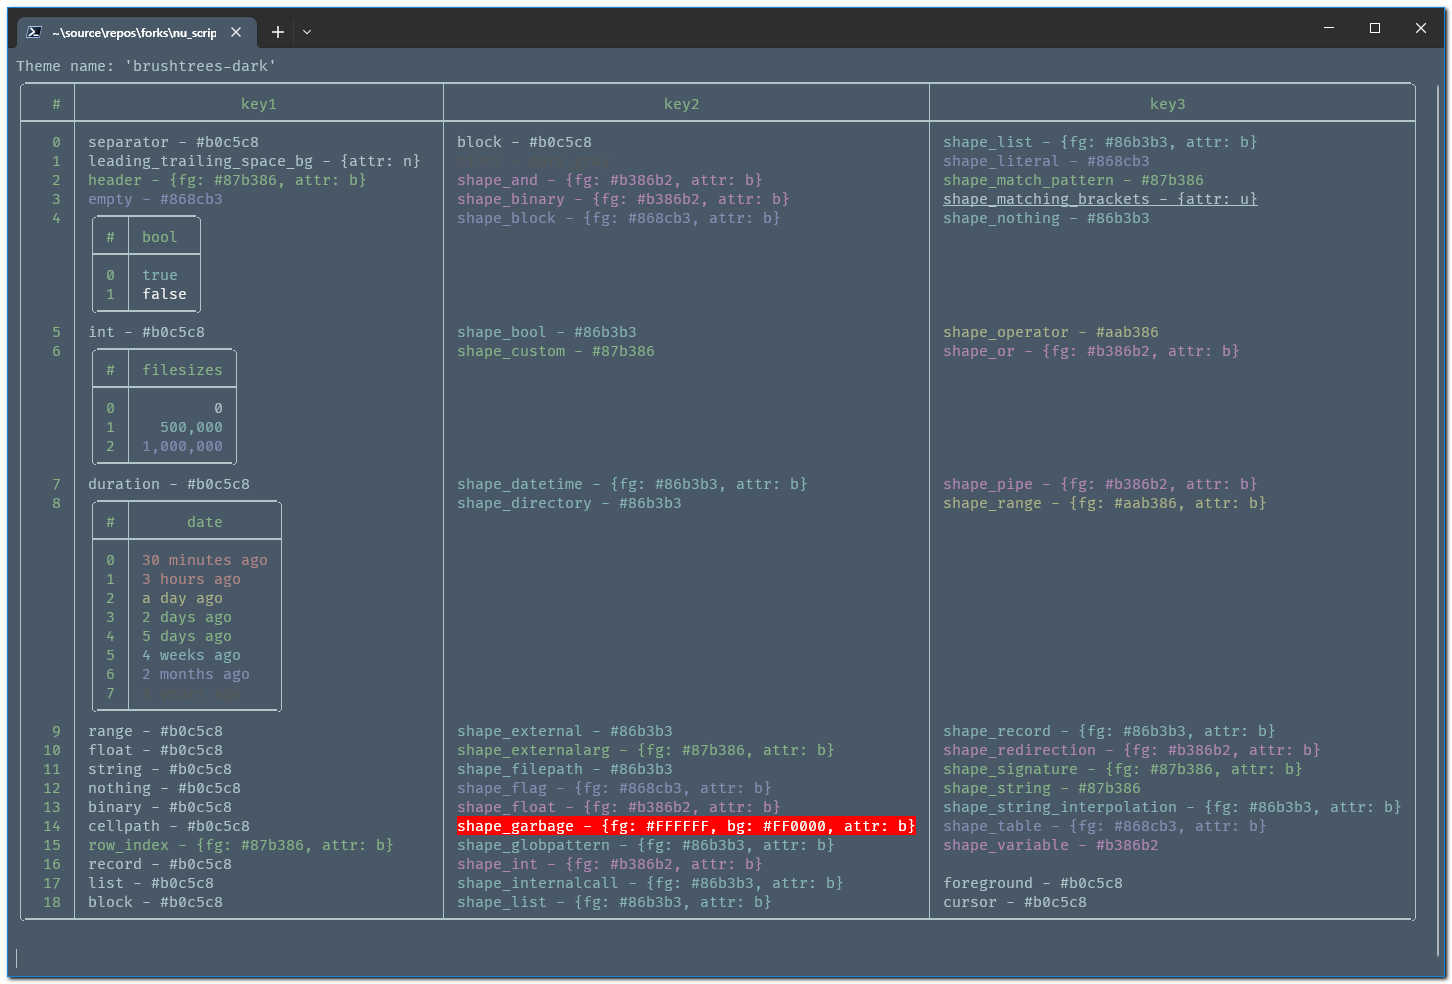 ~\source\repos\forks\nu_scrip
Theme name: 'brushtrees-dark'
# key1 key2 key3
0 separator - #b0c5c8 block - #b0c5c8 shape_list - {fg: #86b3b3, attr: b}
1 leading_trailing_space_bg - {attr: n} shape_literal - #868cb3
2 header - {fg: #87b386, attr: b} shape_and - {fg: #b386b2, attr: b} shape_match_pattern - #87b386
3 empty - #868cb3 shape_binary - {fg: #b386b2, attr: b} shape_matching_brackets - {attr: u}
4 shape_block - {fg: #868cb3, attr: b} shape_nothing - #86b3b3
# bool
0 true
1 false
5 int - #b0c5c8 shape_bool - #86b3b3 shape_operator - #aab386
6 shape_custom - #87b386 shape_or - {fg: #b386b2, attr: b}
# filesizes
0 0
1 500,000
2 1,000,000
7 duration - #b0c5c8 shape_datetime - {fg: #86b3b3, attr: b} shape_pipe - {fg: #b386b2, attr: b}
8 shape_directory - #86b3b3 shape_range - {fg: #aab386, attr: b}
# date
0 30 minutes ago
1 3 hours ago
2 a day ago
3 2 days ago
4 5 days ago
5 4 weeks ago
6 2 months ago
7
9 range - #b0c5c8 shape_external - #86b3b3 shape_record - {fg: #86b3b3, attr: b}
10 float - #b0c5c8 shape_externalarg - {fg: #87b386, attr: b} shape_redirection - {fg: #b386b2, attr: b}
11 string - #b0c5c8 shape_filepath - #86b3b3 shape_signature - {fg: #87b386, attr: b}
12 nothing - #b0c5c8 shape_flag - {fg: #868cb3, attr: b} shape_string - #87b386
13 binary - #b0c5c8 shape_float - {fg: #b386b2, attr: b} shape_string_interpolation - {fg: #86b3b3, attr: b}
14 cellpath - #b0c5c8 shape_garbage - {fg: #FFFFFF, bg: #FF0000, attr: b} shape_table - {fg: #868cb3, attr: b}
15 row_index - {fg: #87b386, attr: b} shape_globpattern - {fg: #86b3b3, attr: b} shape_variable - #b386b2
16 record - #b0c5c8 shape_int - {fg: #b386b2, attr: b}
17 list - #b0c5c8 shape_internalcall - {fg: #86b3b3, attr: b} foreground - #b0c5c8
18 block - #b0c5c8 shape_list - {fg: #86b3b3, attr: b} cursor - #b0c5c8